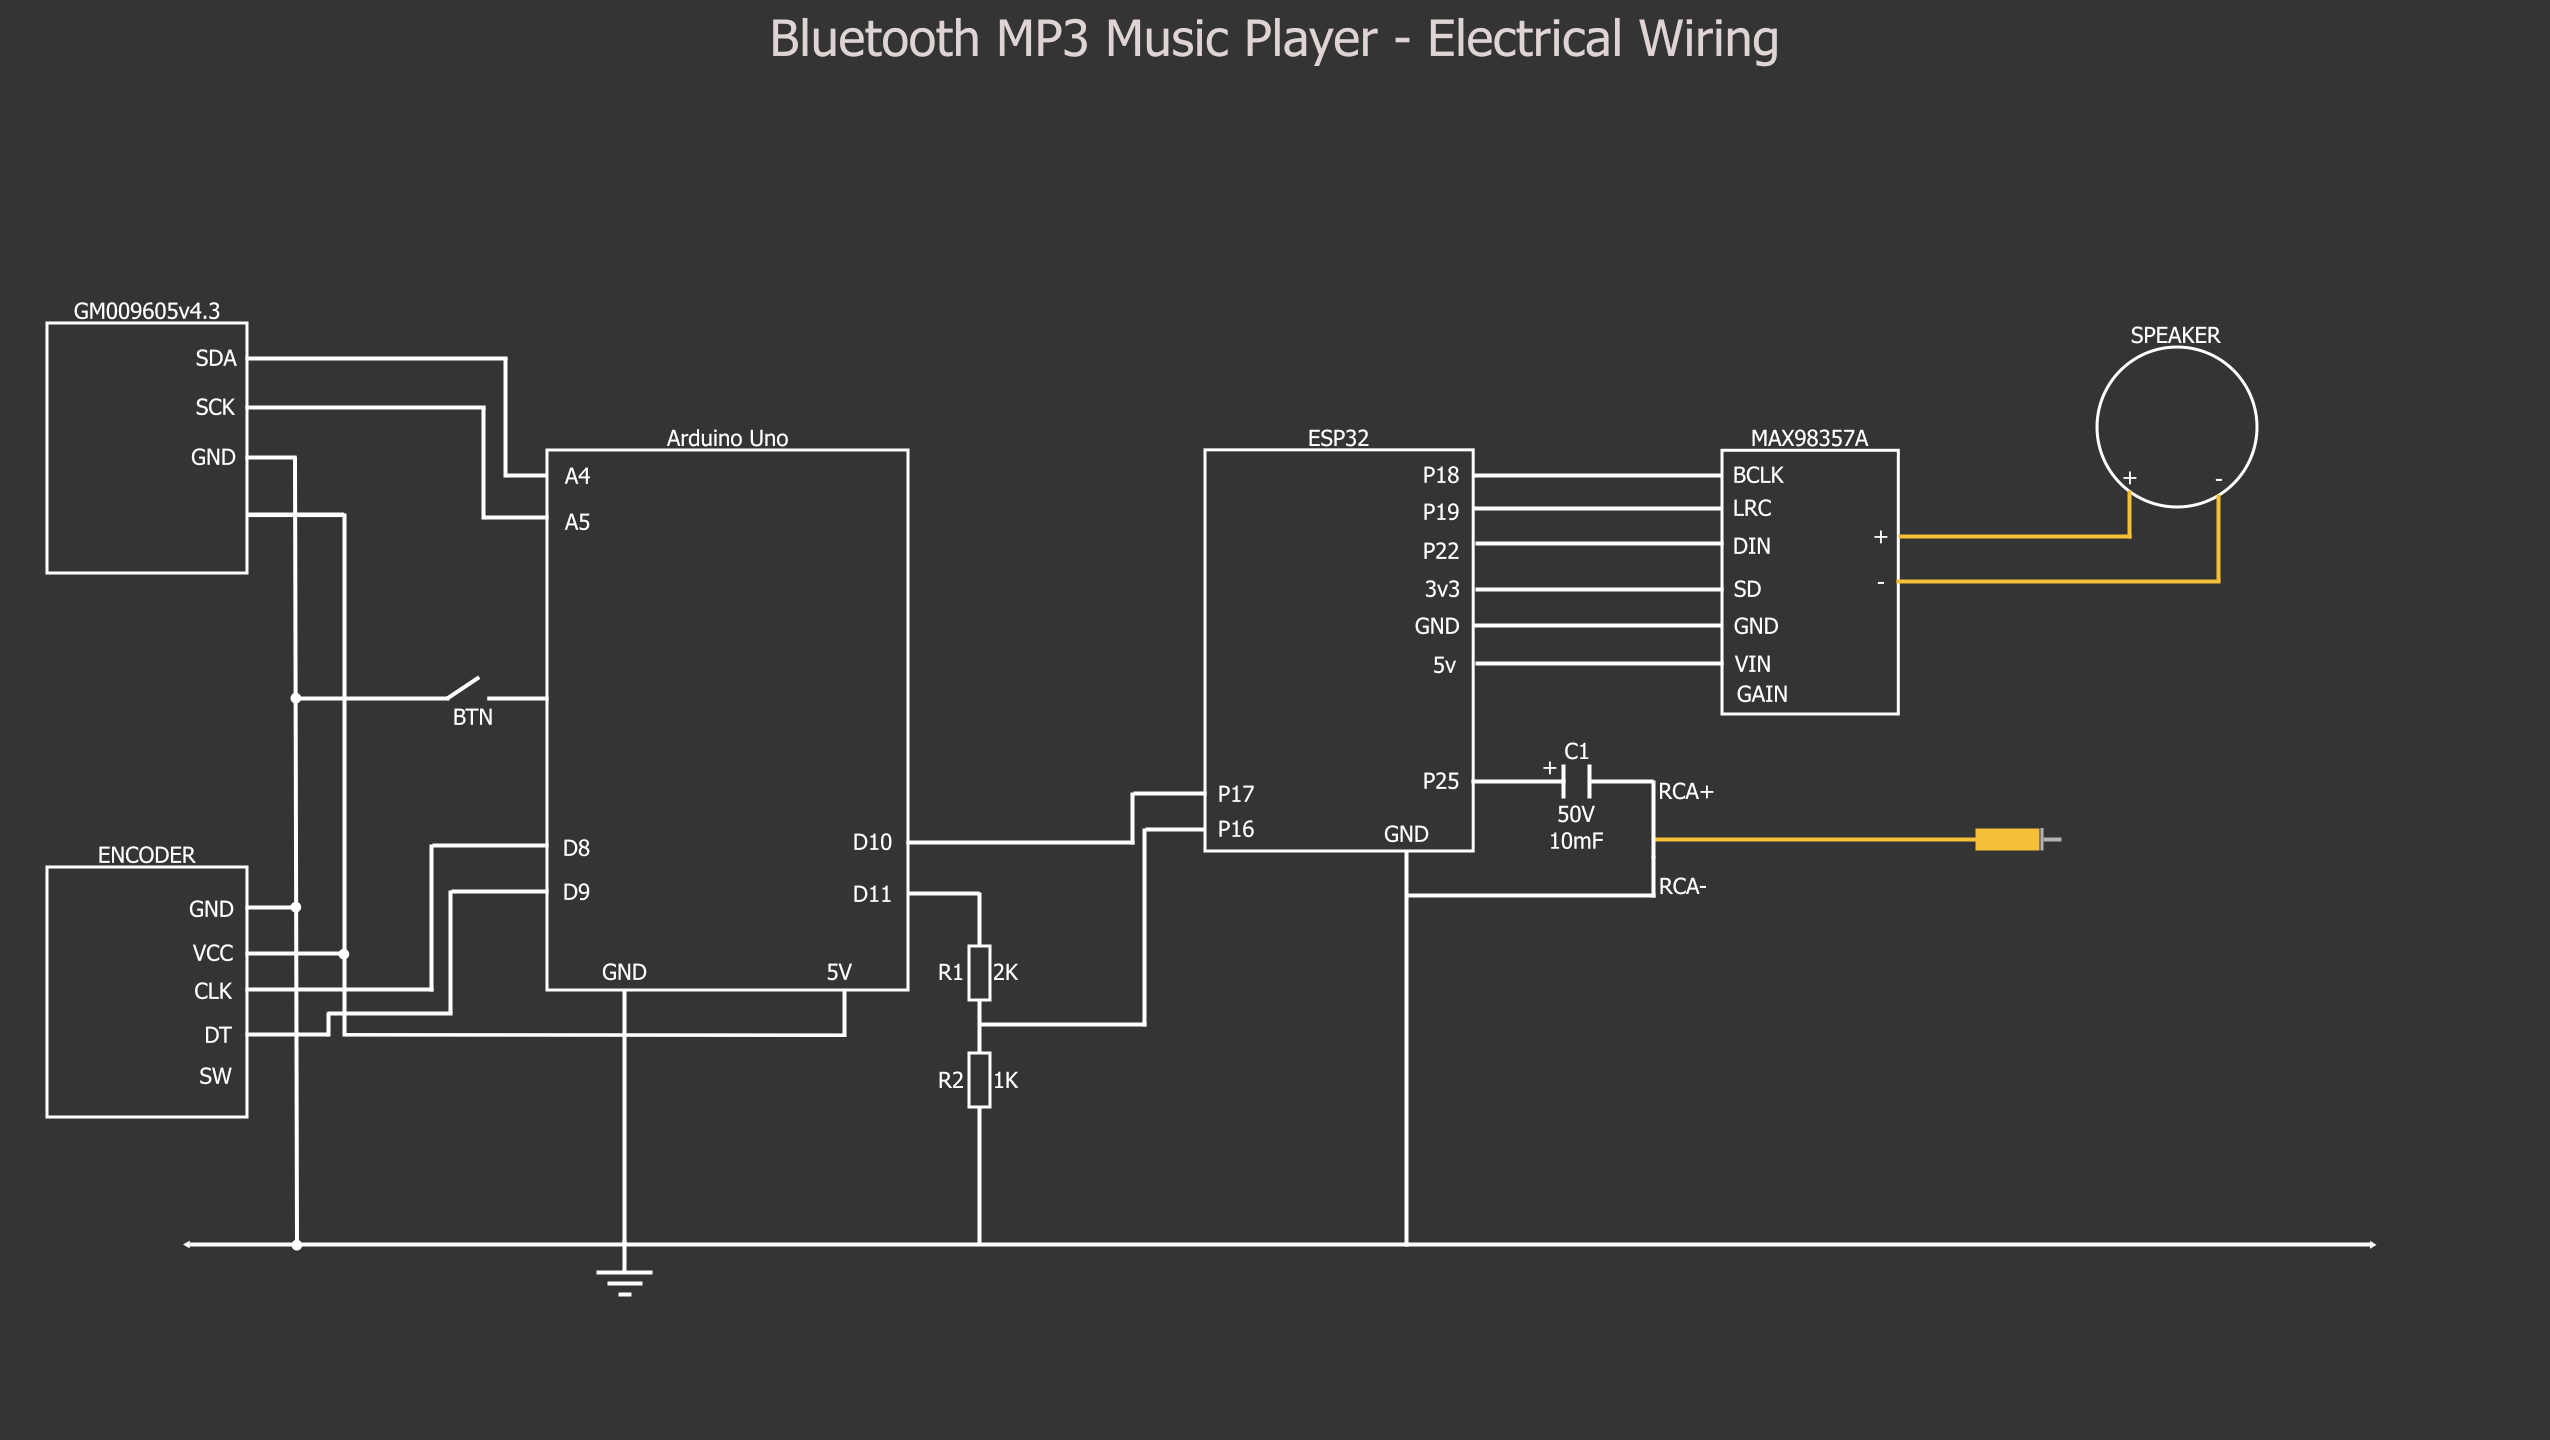 Bluetooth MP3 Music Player - Electrical Wiring
GM009605v4.3
SDA
SCK
GND
BTN
ENCODER
GND
VCC
CLK
DT
SW
Arduino Uno
A4
A5
D8
D9
D10
D11
GND
5V
R1 2K
R2 1K
ESP32
P18
P19
P22
3v3
GND
5v
P25
P17
P16
GND
MAX98357A
BCLK
LRC
DIN
SD
GND
VIN
GAIN
+
-
SPEAKER
+ -
C1
+
50V
10mF
RCA+
RCA-